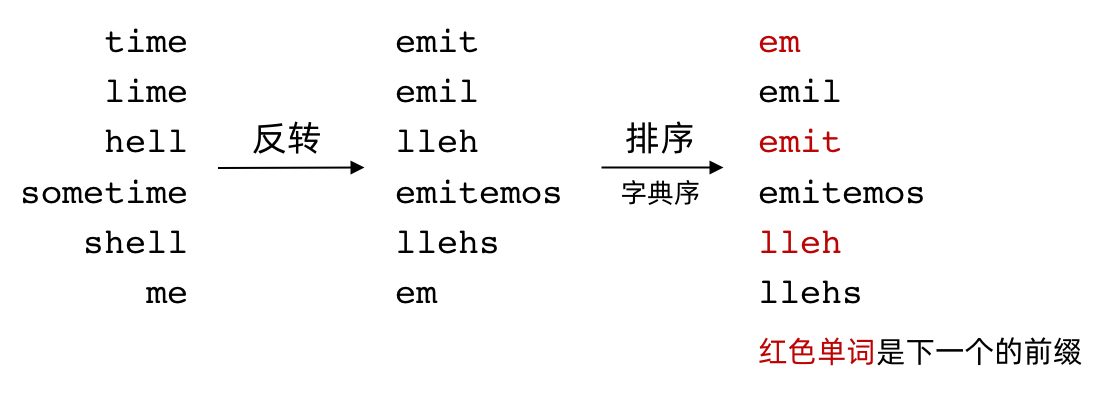 time emit em
lime emil emil
hell 反转 lleh 排序 emit
sometime emitemos 字典序 emitemos
shell llehs lleh
me em llehs
红色单词是下一个的前缀